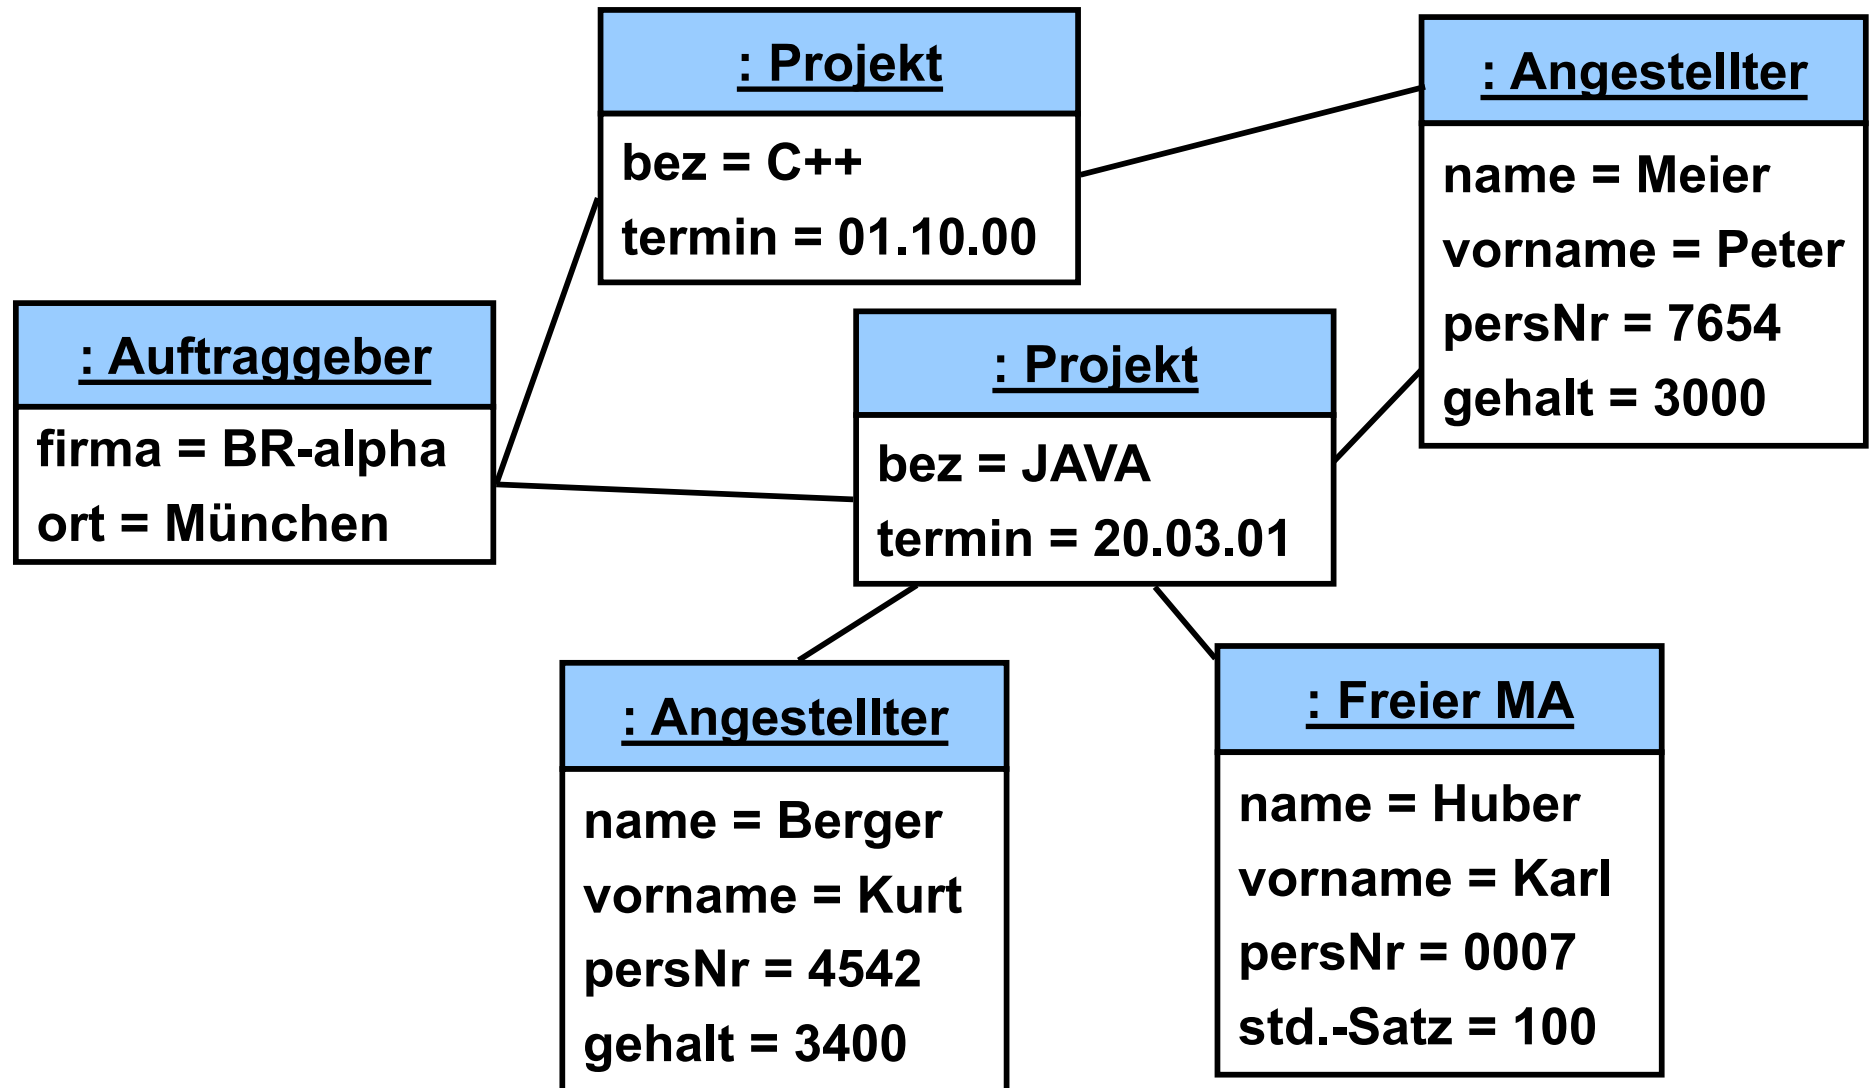 : Projekt
bez = C++
termin = 01.10.00
: Angestellter
name = Meier
vorname = Peter
persNr = 7654
gehalt = 3000
: Auftraggeber
firma = BR-alpha
ort = München
: Projekt
bez = JAVA
termin = 20.03.01
: Angestellter
name = Berger
vorname = Kurt
persNr = 4542
gehalt = 3400
: Freier MA
name = Huber
vorname = Karl
persNr = 0007
std.-Satz = 100